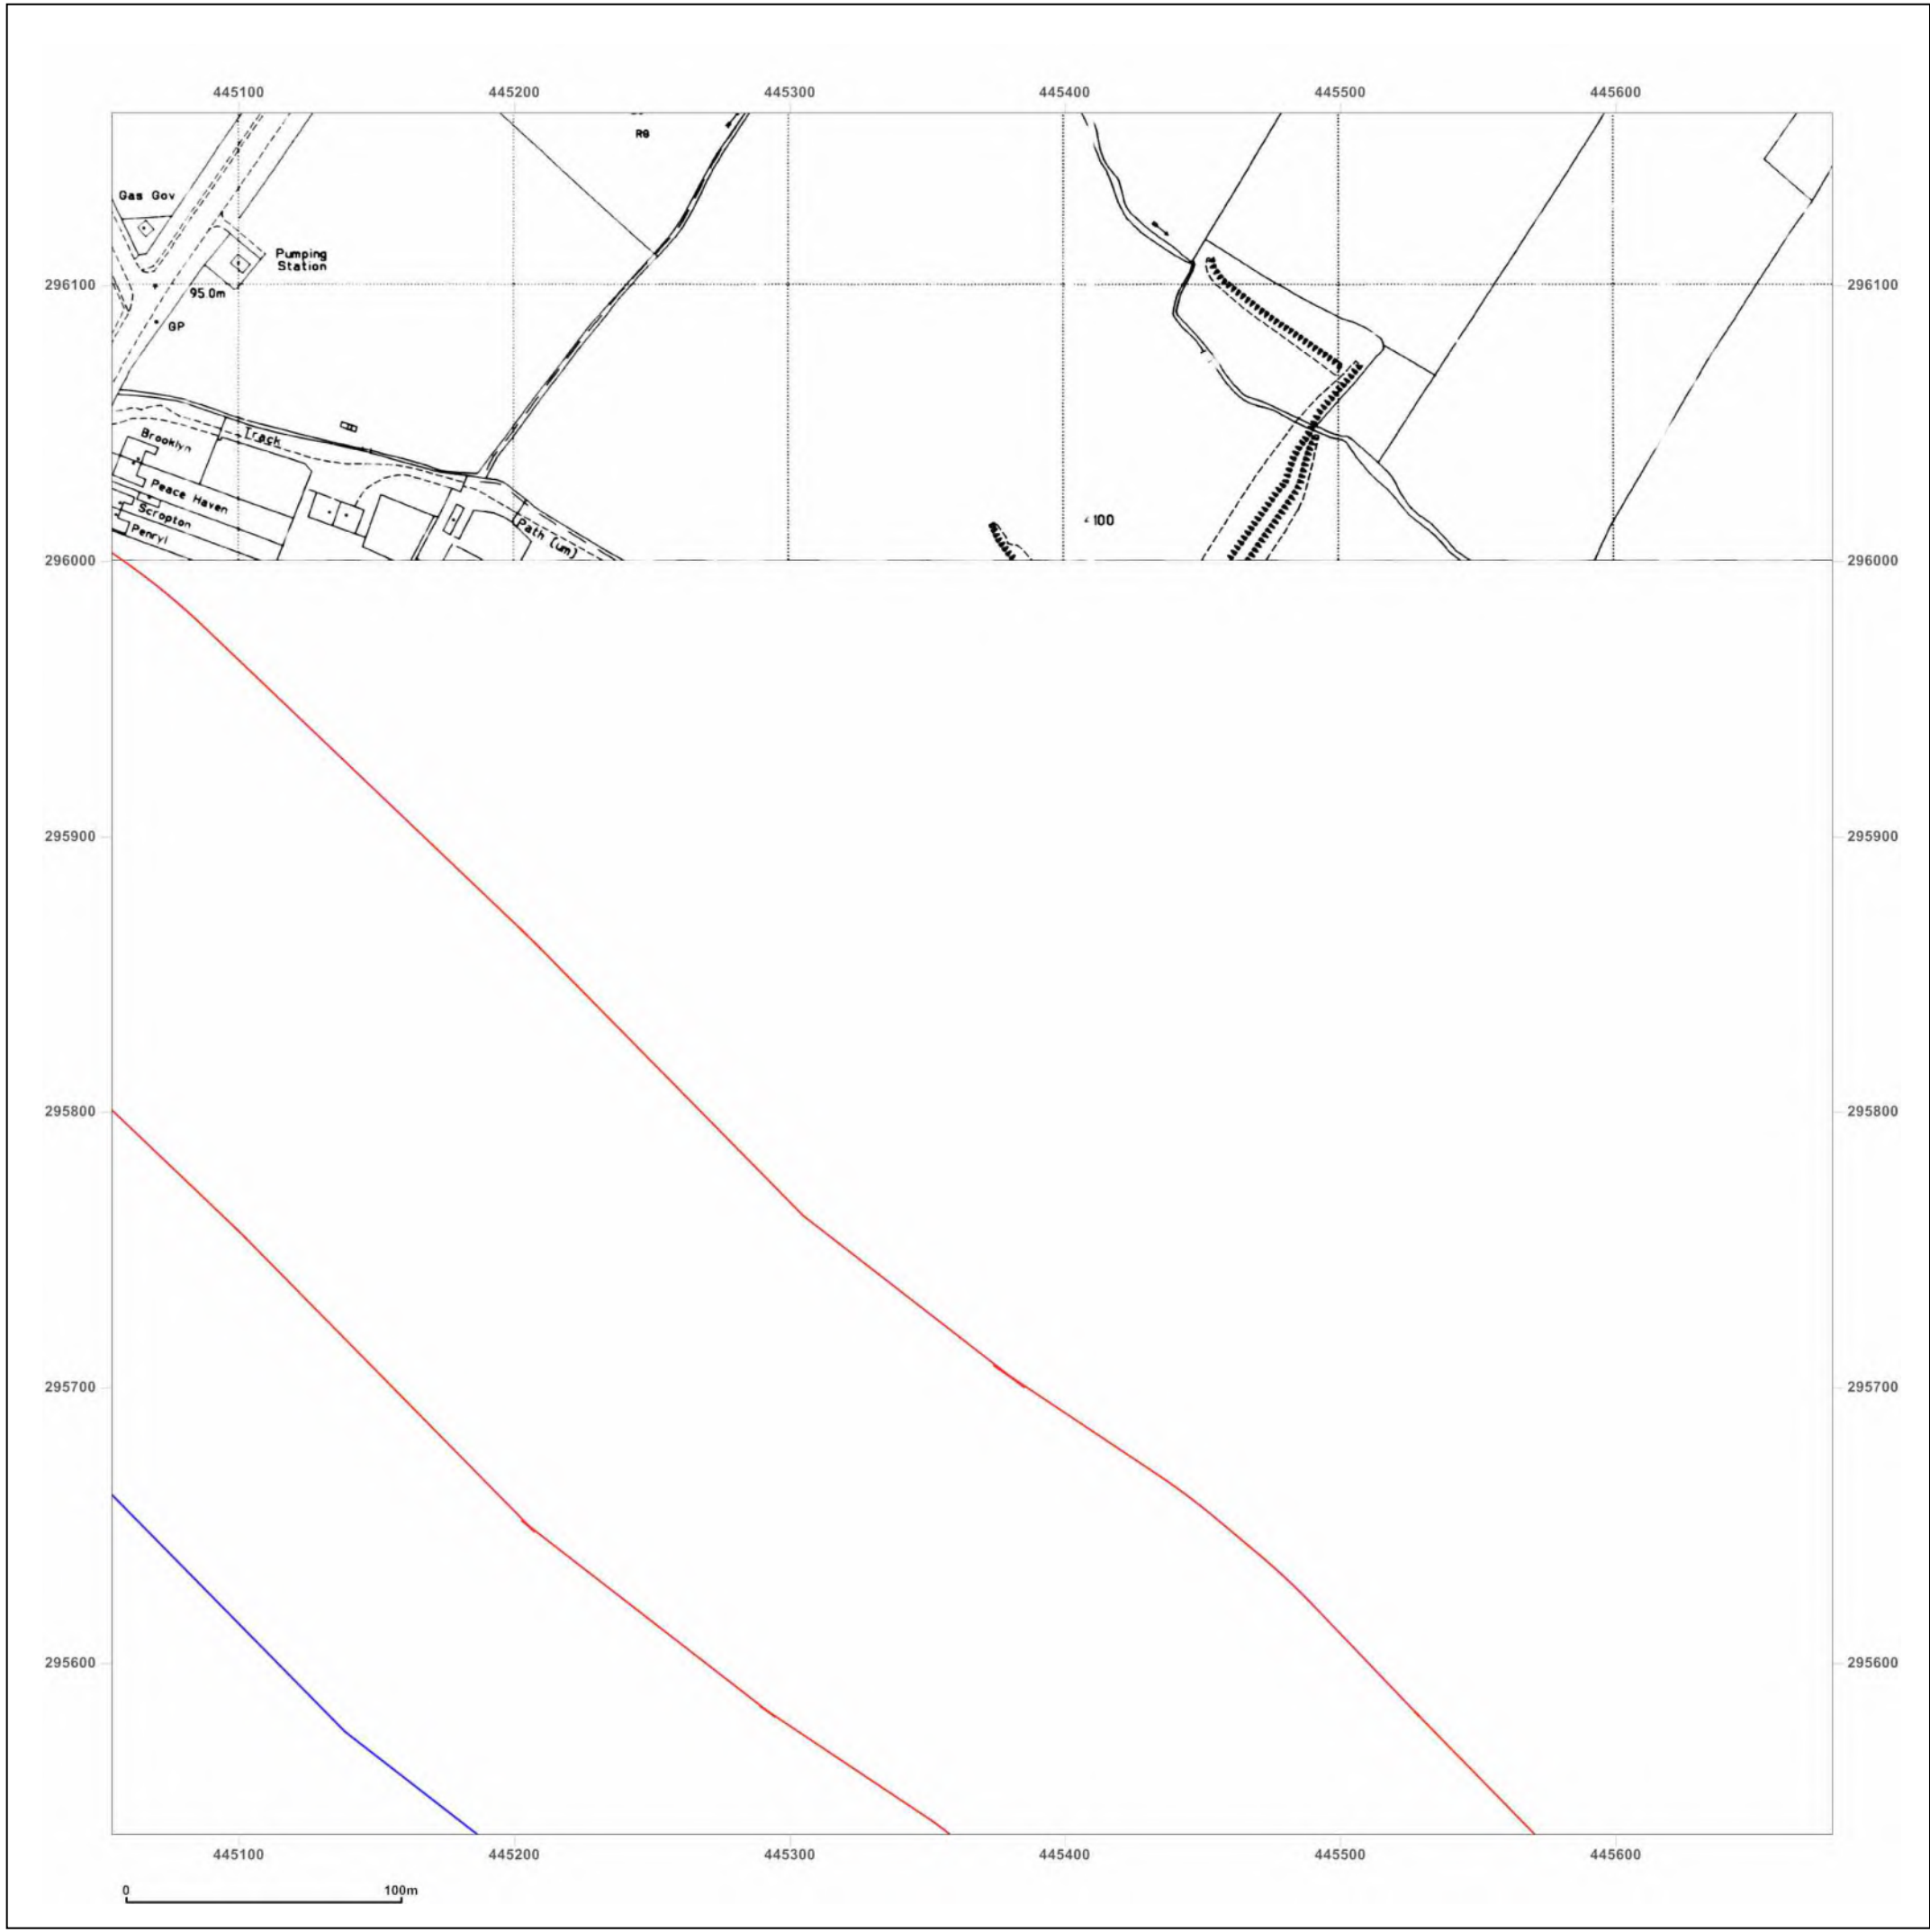 445100 445200 445300 445400 445500 445600
R9
Gas Gov
Pumping
Station
296100 296100
95.0m
GP
Track
Brooklyn
Peace Haven
Scropton
Penryl
Path (um)
100
296000 296000
295900 295900
295800 295800
295700 295700
295600 295600
445100 445200 445300 445400 445500 445600
0 100m